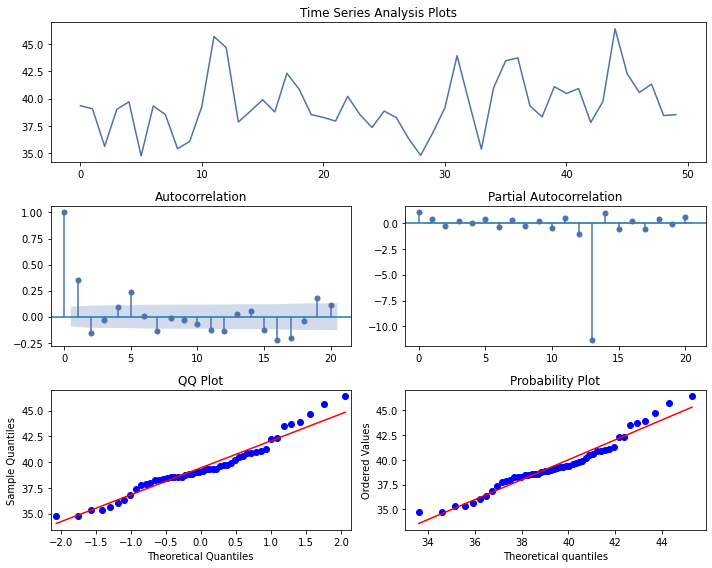 Time Series Analysis Plots
45.0
42.5
40.0
37.5
35.0
0 10 20 30 40 50
Autocorrelation
1.00
0.75
0.50
0.25
0.00
−0.25
0 5 10 15 20
Partial Autocorrelation
0.0
−2.5
−5.0
−7.5
−10.0
0 5 10 15 20
QQ Plot
Sample Quantiles
45.0
42.5
40.0
37.5
35.0
−2.0 −1.5 −1.0 −0.5 0.0 0.5 1.0 1.5 2.0
Theoretical Quantiles
Probability Plot
Ordered Values
45.0
42.5
40.0
37.5
35.0
34 36 38 40 42 44
Theoretical quantiles